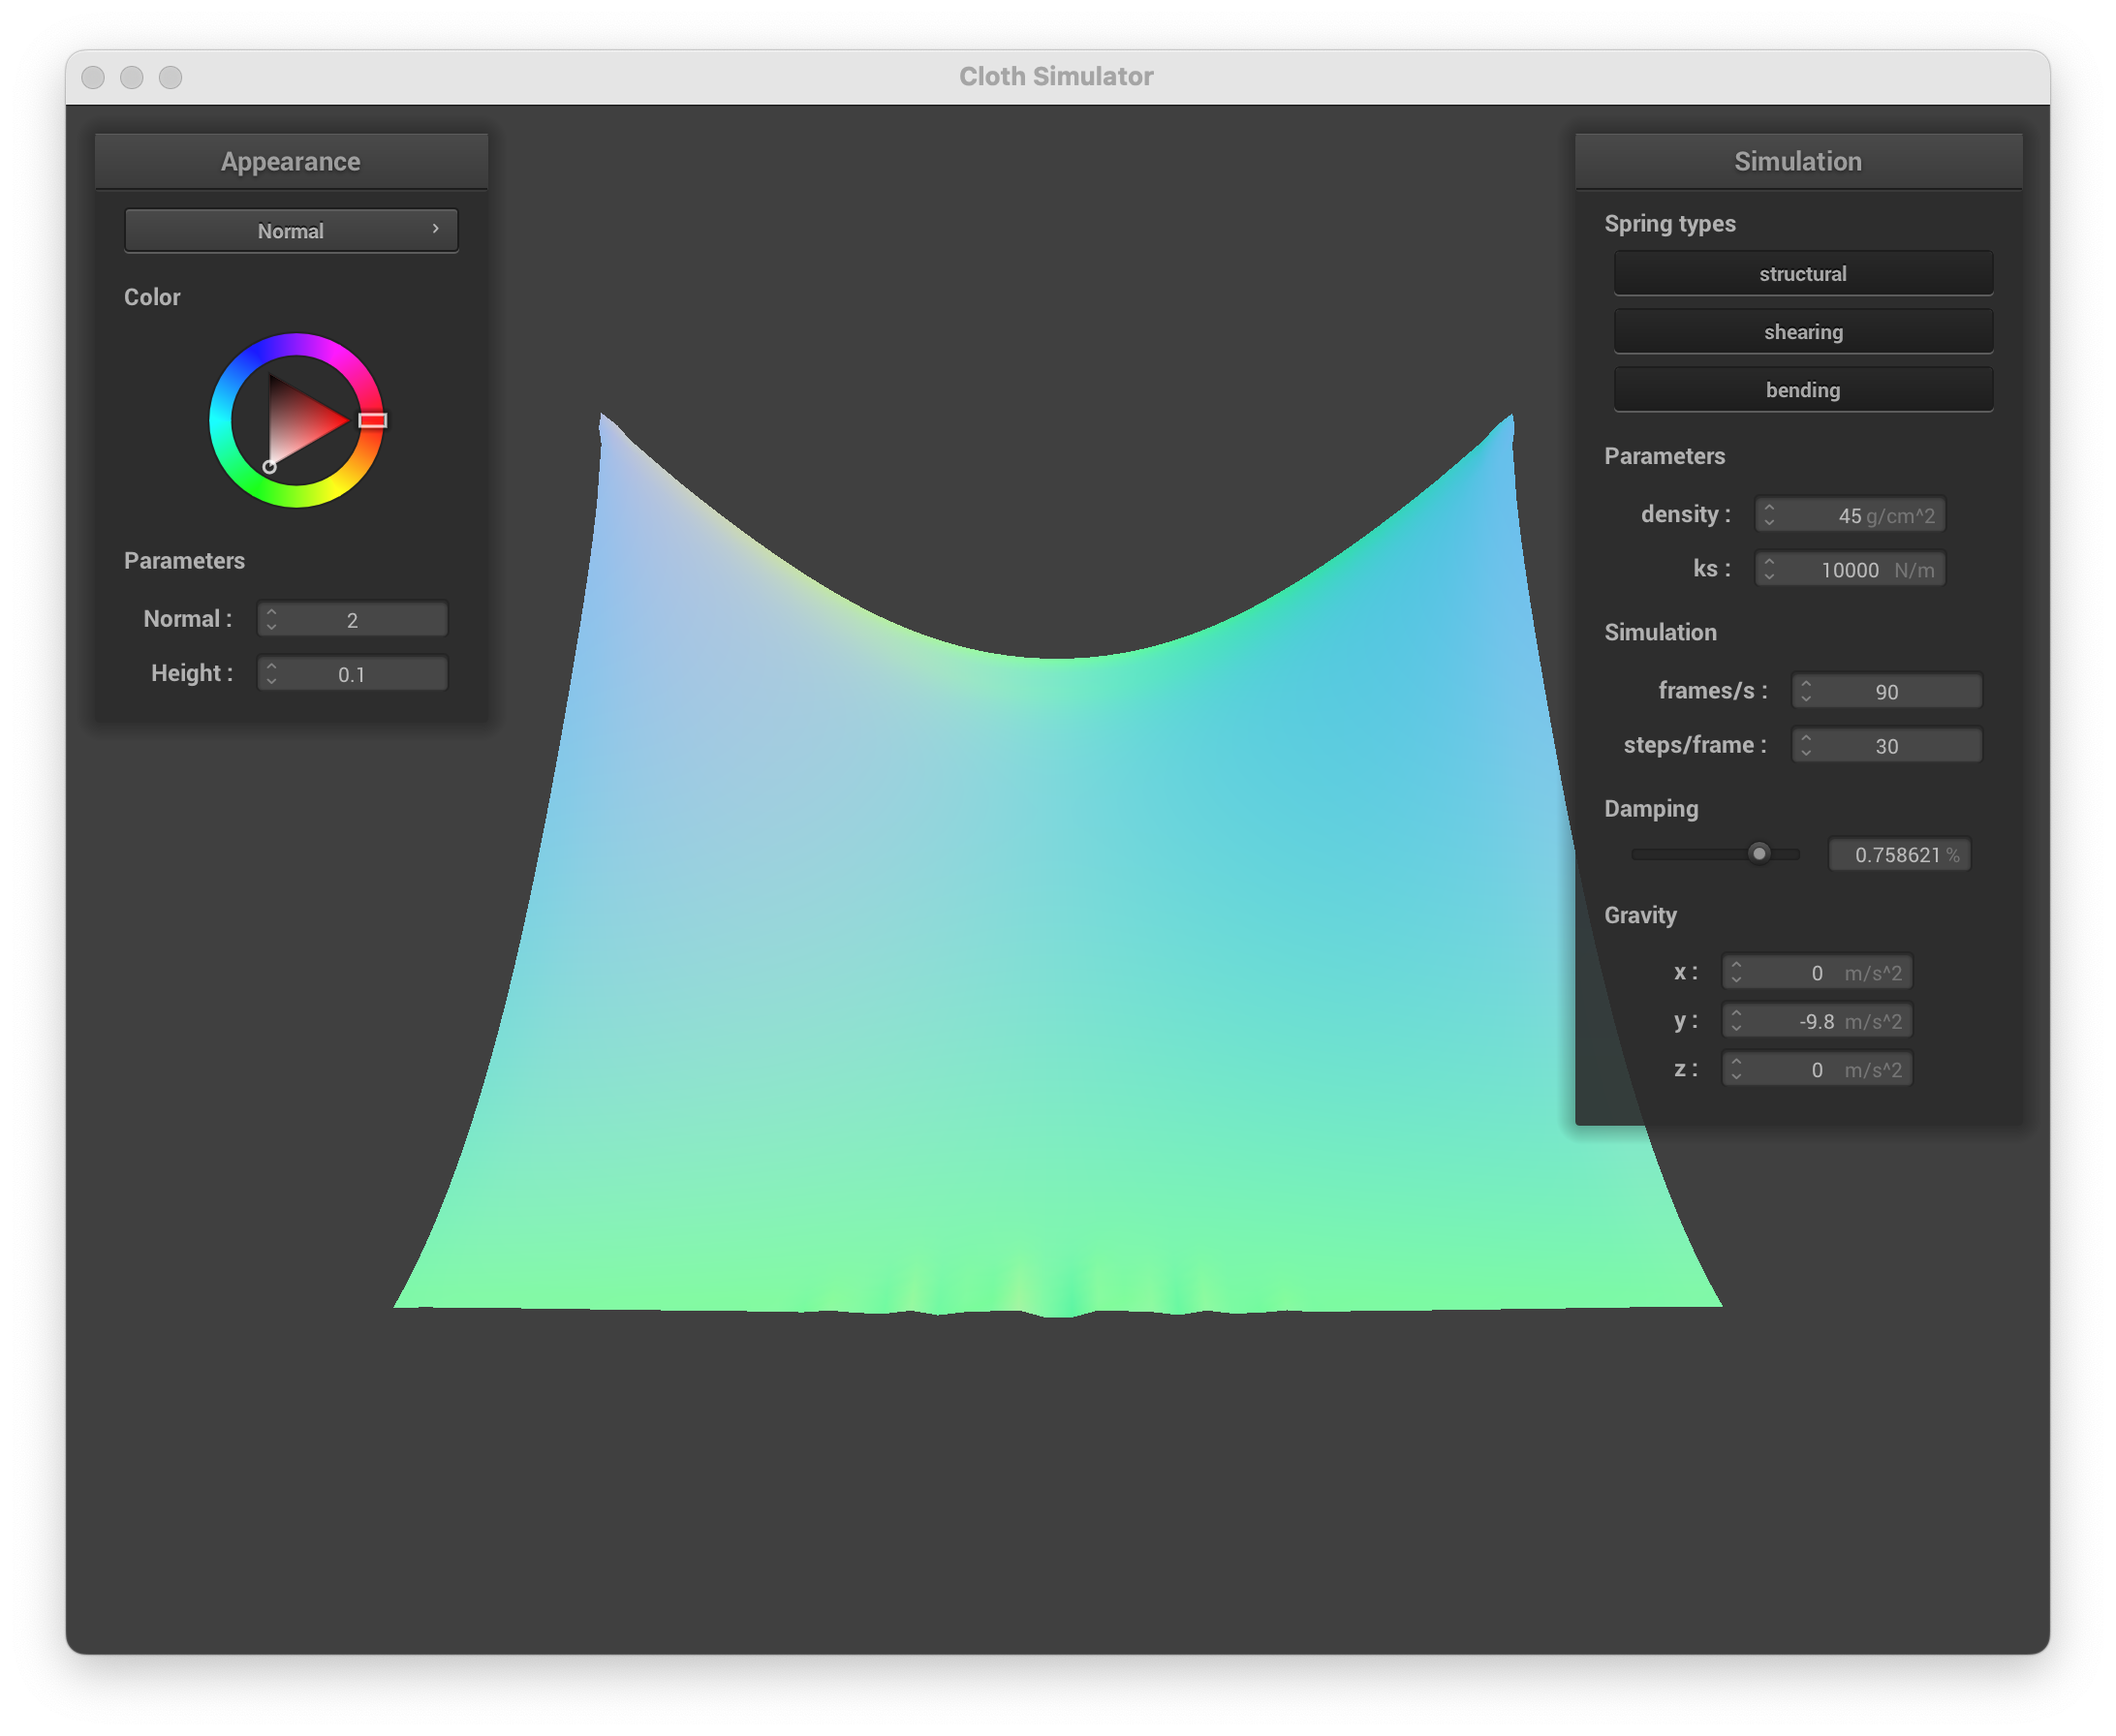 Cloth Simulator
Appearance
Normal
Color
Parameters
Normal : 2
Height : 0.1
Simulation
Spring types
structural
shearing
bending
Parameters
density : 45 g/cm^2
ks : 10000 N/m
Simulation
frames/s : 90
steps/frame : 30
Damping
0.758621 %
Gravity
x : 0 m/s^2
y : -9.8 m/s^2
z : 0 m/s^2